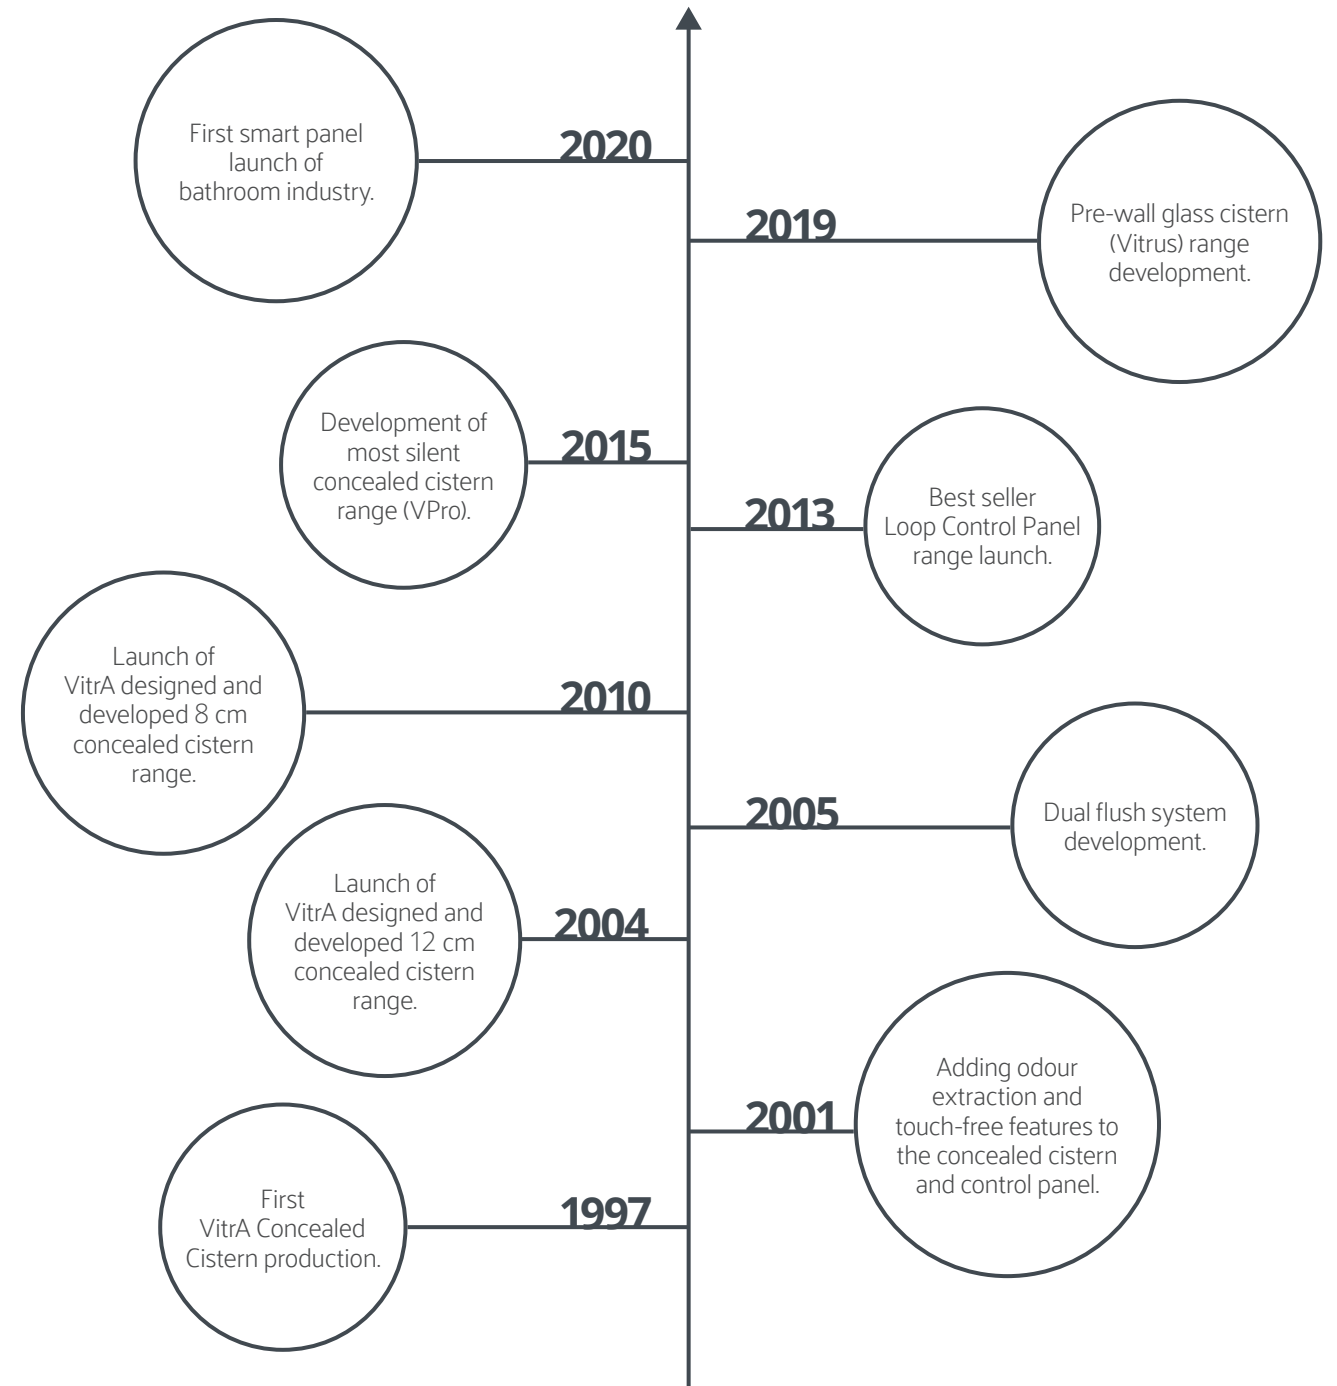 2020
First smart panel
launch of
bathroom industry.
2019
Pre-wall glass cistern
(Vitrus) range
development.
2015
Development of
most silent
concealed cistern
range (VPro).
2013
Best seller
Loop Control Panel
range launch.
2010
Launch of
VitrA designed and
developed 8 cm
concealed cistern
range.
2005
Dual flush system
development.
2004
Launch of
VitrA designed and
developed 12 cm
concealed cistern
range.
2001
Adding odour
extraction and
touch-free features to
the concealed cistern
and control panel.
1997
First
VitrA Concealed
Cistern production.